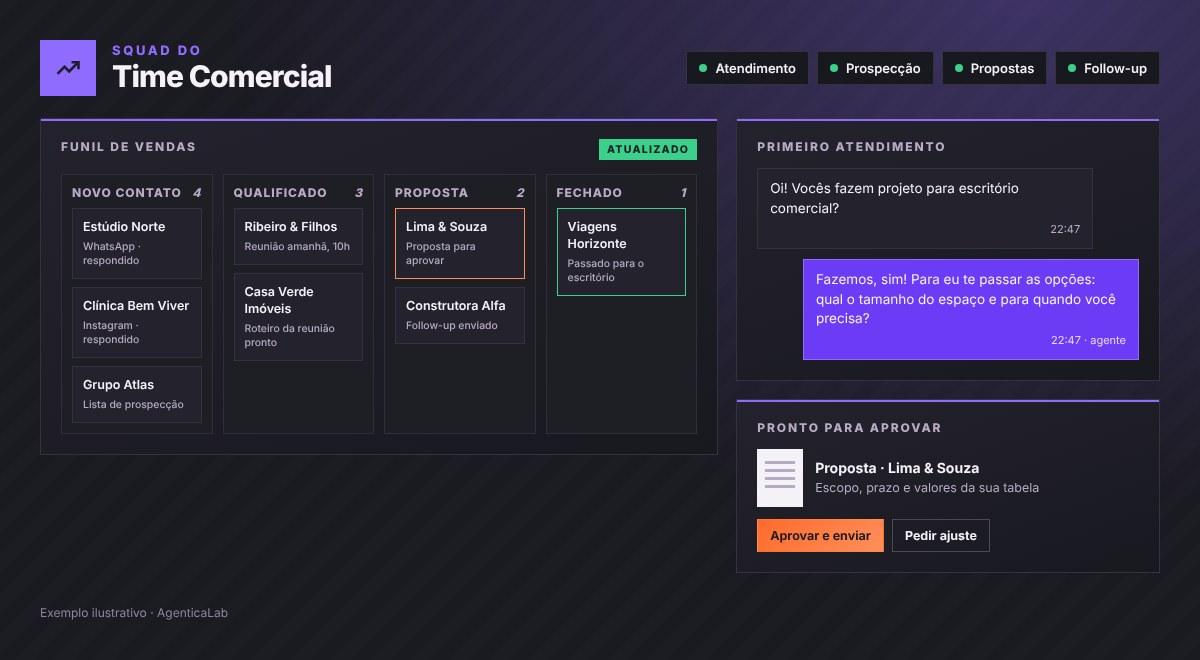 SQUAD DO
Time Comercial
Atendimento
Prospecção
Propostas
Follow-up
FUNIL DE VENDAS
ATUALIZADO
NOVO CONTATO 4
Estúdio Norte
WhatsApp ·
respondido
Clínica Bem Viver
Instagram ·
respondido
Grupo Atlas
Lista de prospecção
QUALIFICADO 3
Ribeiro & Filhos
Reunião amanhã, 10h
Casa Verde
Imóveis
Roteiro da reunião
pronto
PROPOSTA 2
Lima & Souza
Proposta para
aprovar
Construtora Alfa
Follow-up enviado
FECHADO 1
Viagens
Horizonte
Passado para o
escritório
PRIMEIRO ATENDIMENTO
Oi! Vocês fazem projeto para escritório
comercial?
22:47
Fazemos, sim! Para eu te passar as opções:
qual o tamanho do espaço e para quando você
precisa?
22:47 · agente
PRONTO PARA APROVAR
Proposta · Lima & Souza
Escopo, prazo e valores da sua tabela
Aprovar e enviar
Pedir ajuste
Exemplo ilustrativo · AgenticaLab